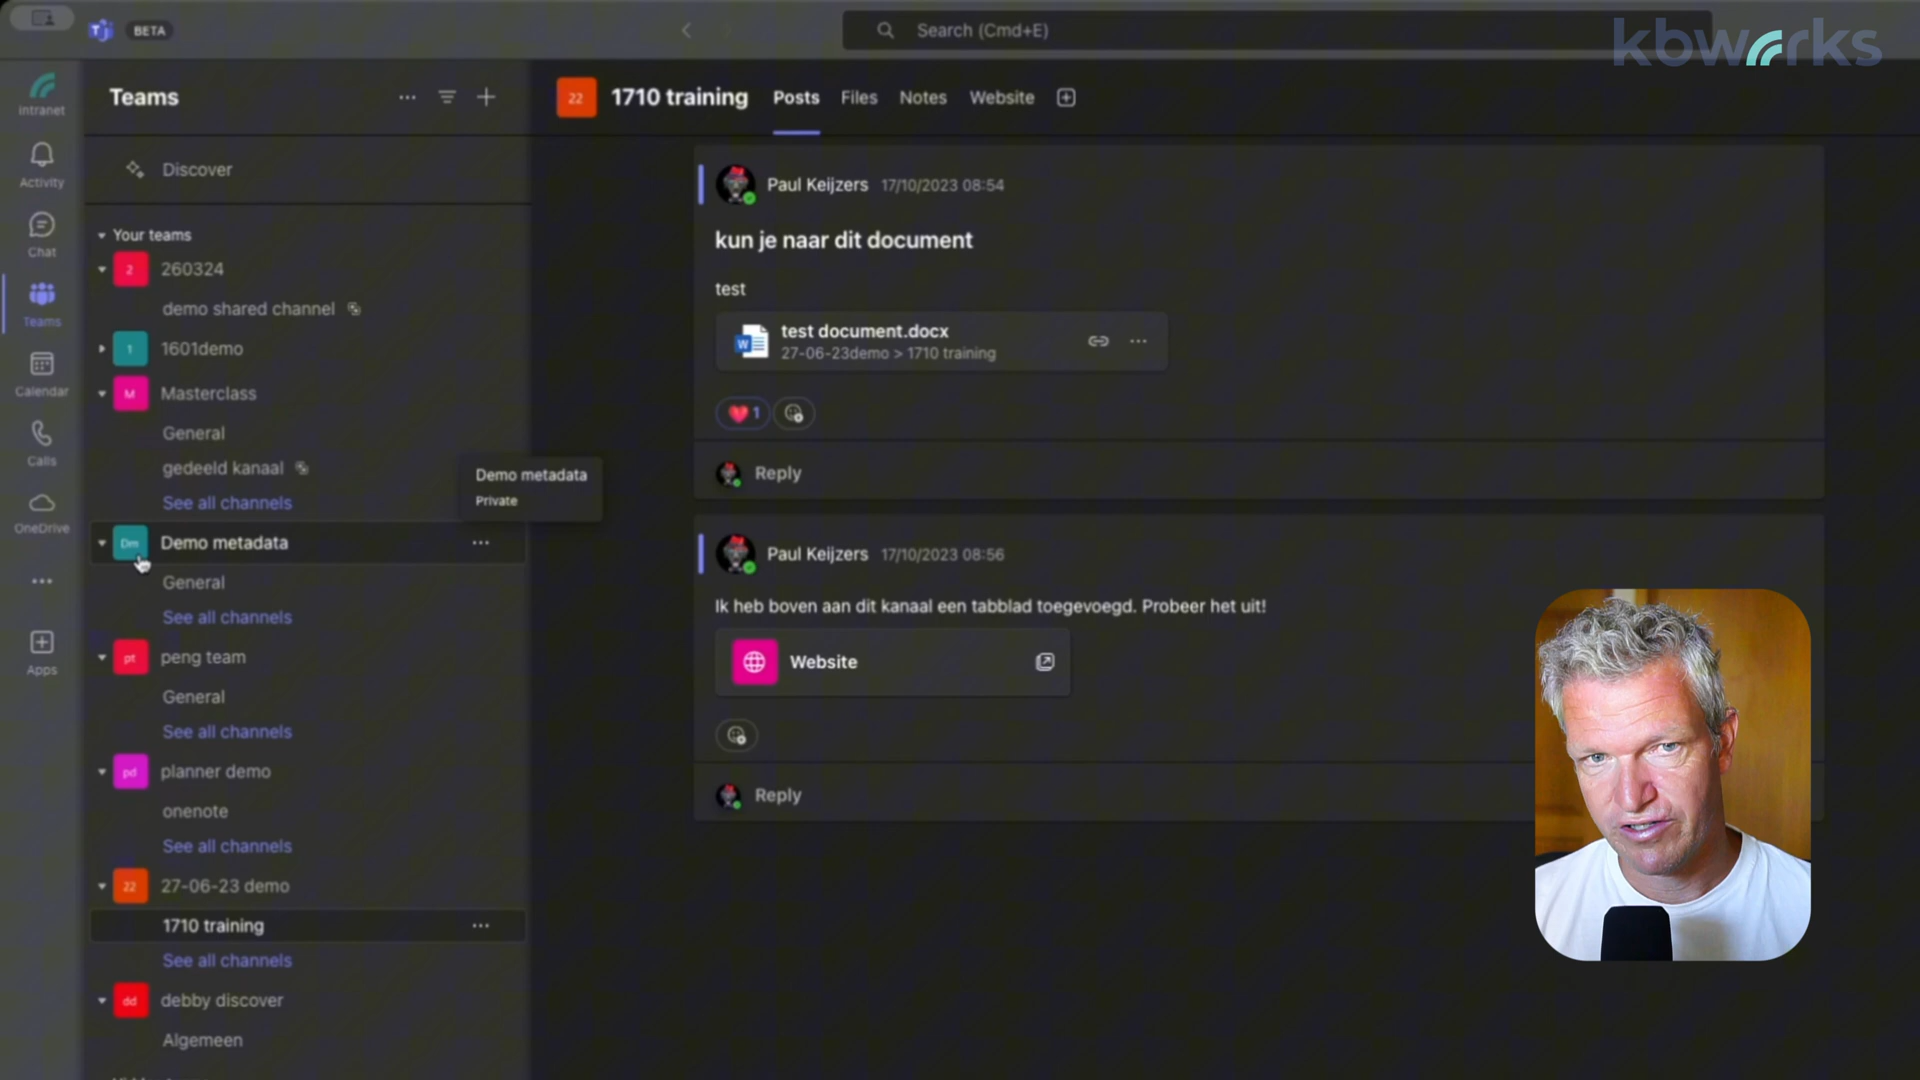 BETA
Search (Cmd+E)
kbworks
Intranet
Activity
Chat
Teams
Calendar
Calls
OneDrive
Apps
Teams
Discover
Your teams
2
260324
demo shared channel
1
1601demo
M
Masterclass
General
gedeeld kanaal
See all channels
Dm
Demo metadata
General
See all channels
pt
peng team
General
See all channels
pd
planner demo
onenote
See all channels
22
27-06-23 demo
1710 training
See all channels
dd
debby discover
Algemeen
Demo metadata
Private
22
1710 training
Posts
Files
Notes
Website
Paul Keijzers 17/10/2023 08:54
kun je naar dit document
test
W
test document.docx
27-06-23demo > 1710 training
1
Reply
Paul Keijzers 17/10/2023 08:56
Ik heb boven aan dit kanaal een tabblad toegevoegd. Probeer het uit!
Website
Reply